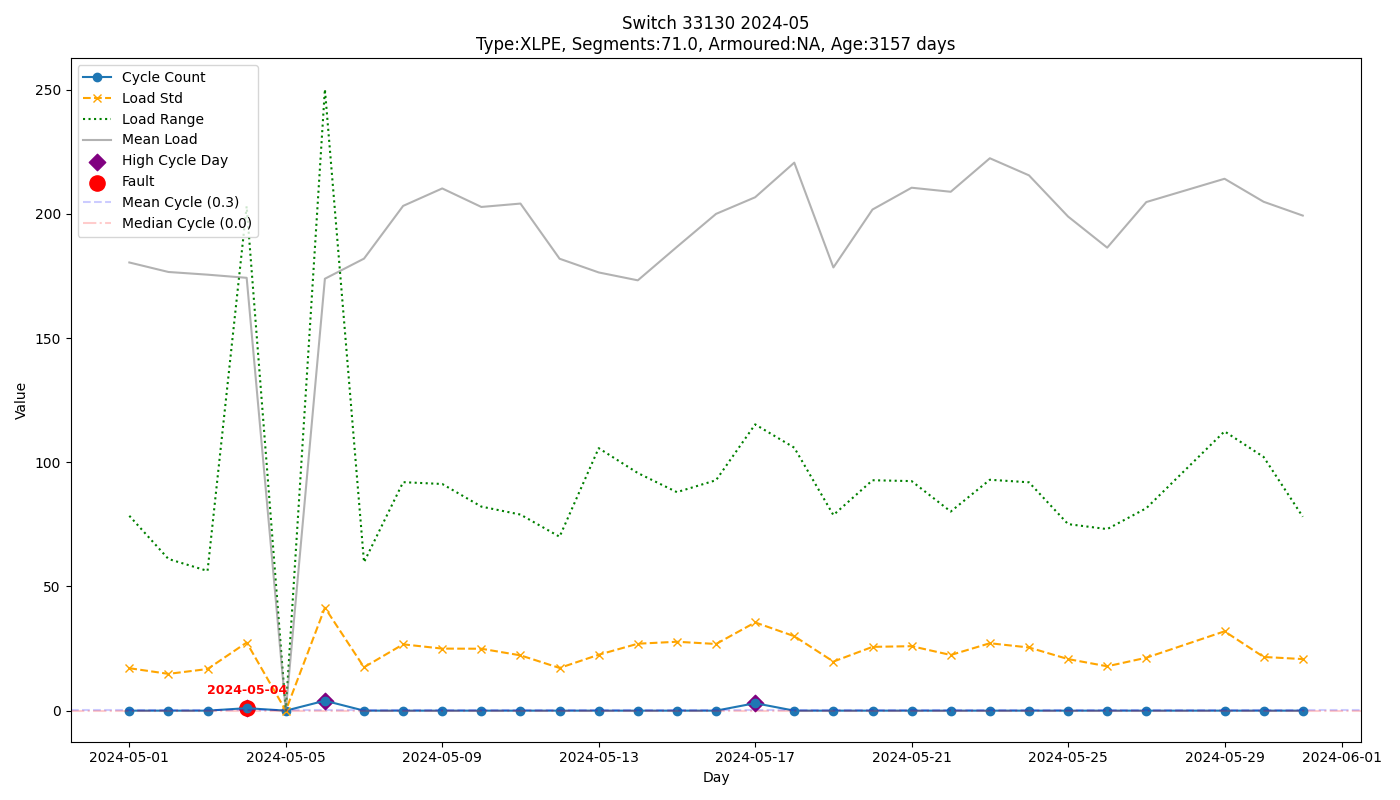 Switch 33130 2024-05
Type:XLPE, Segments:71.0, Armoured:NA, Age:3157 days
Cycle Count
Load Std
Load Range
Mean Load
High Cycle Day
Fault
Mean Cycle (0.3)
Median Cycle (0.0)
Value
250
200
150
100
50
0
2024-05-04
2024-05-01
2024-05-05
2024-05-09
2024-05-13
2024-05-17
2024-05-21
2024-05-25
2024-05-29
2024-06-01
Day